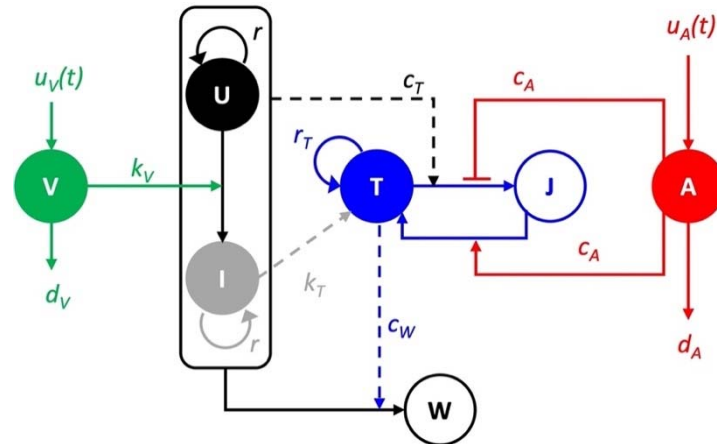 r
u_V(t)
u_A(t)
U
c_T
c_A
r_T
k_V
V
T
J
A
I
k_T
c_A
d_V
r
c_W
d_A
W